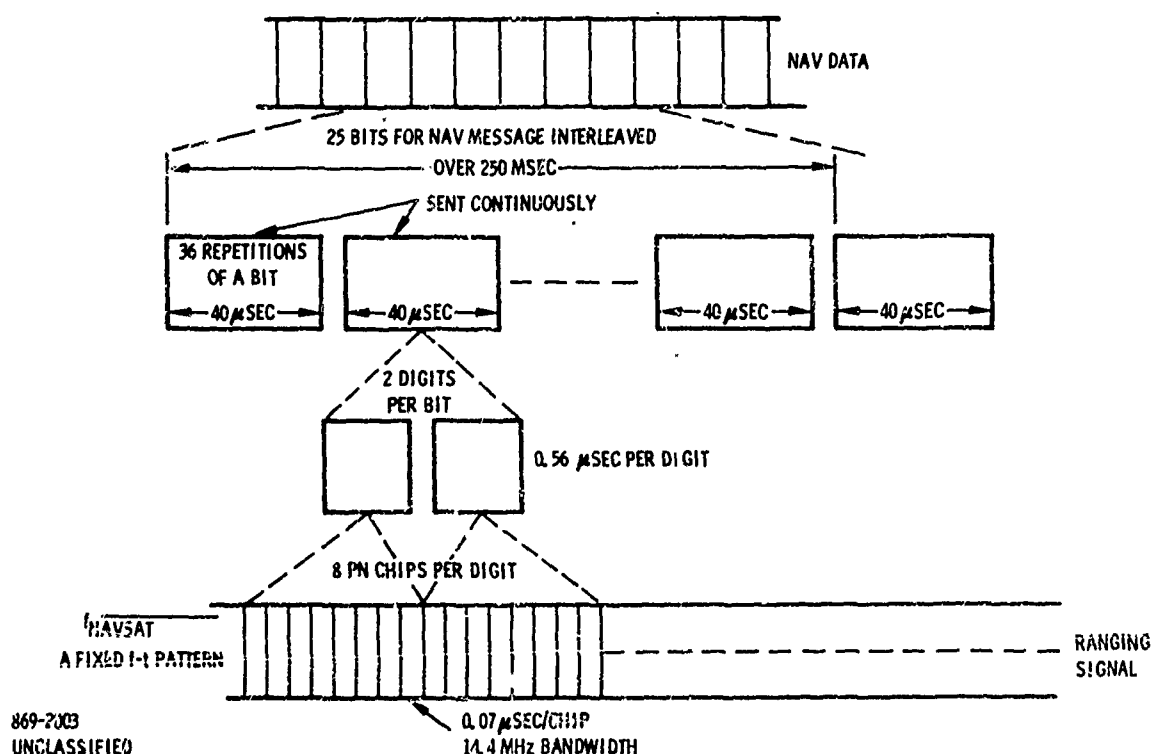 NAV DATA
25 BITS FOR NAV MESSAGE INTERLEAVED
OVER 250 MSEC
SENT CONTINUOUSLY
36 REPETITIONS
OF A BIT
40 μSEC
40 μSEC
40 μSEC
40 μSEC
2 DIGITS
PER BIT
0.56 μSEC PER DIGIT
8 PN CHIPS PER DIGIT
fNAVSAT
A FIXED f-t PATTERN
RANGING
SIGNAL
0.07 μSEC/CHIP
14.4 MHz BANDWIDTH
869-2003
UNCLASSIFIED